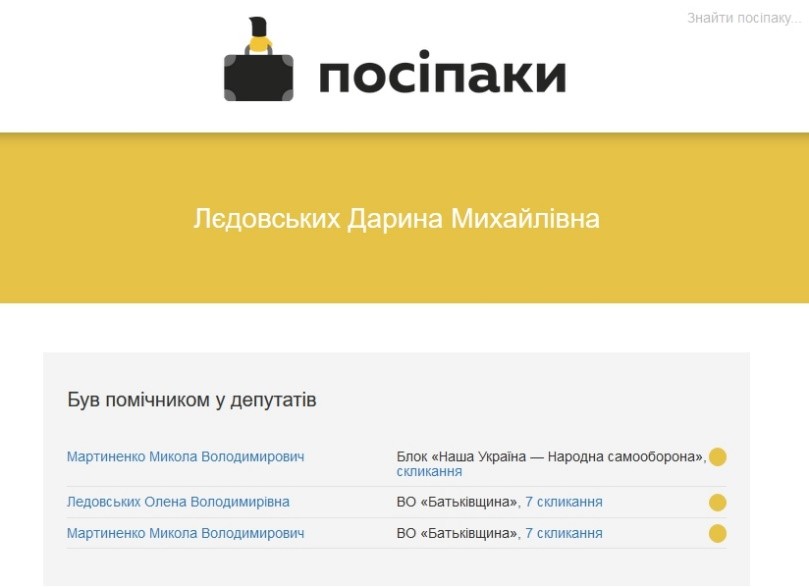 Знайти посіпаку...
посіпаки
Лєдовських Дарина Михайлівна
Був помічником у депутатів
Мартиненко Микола Володимирович Блок «Наша Україна — Народна самооборона»,
скликання
Ледовських Олена Володимирівна ВО «Батьківщина», 7 скликання
Мартиненко Микола Володимирович ВО «Батьківщина», 7 скликання